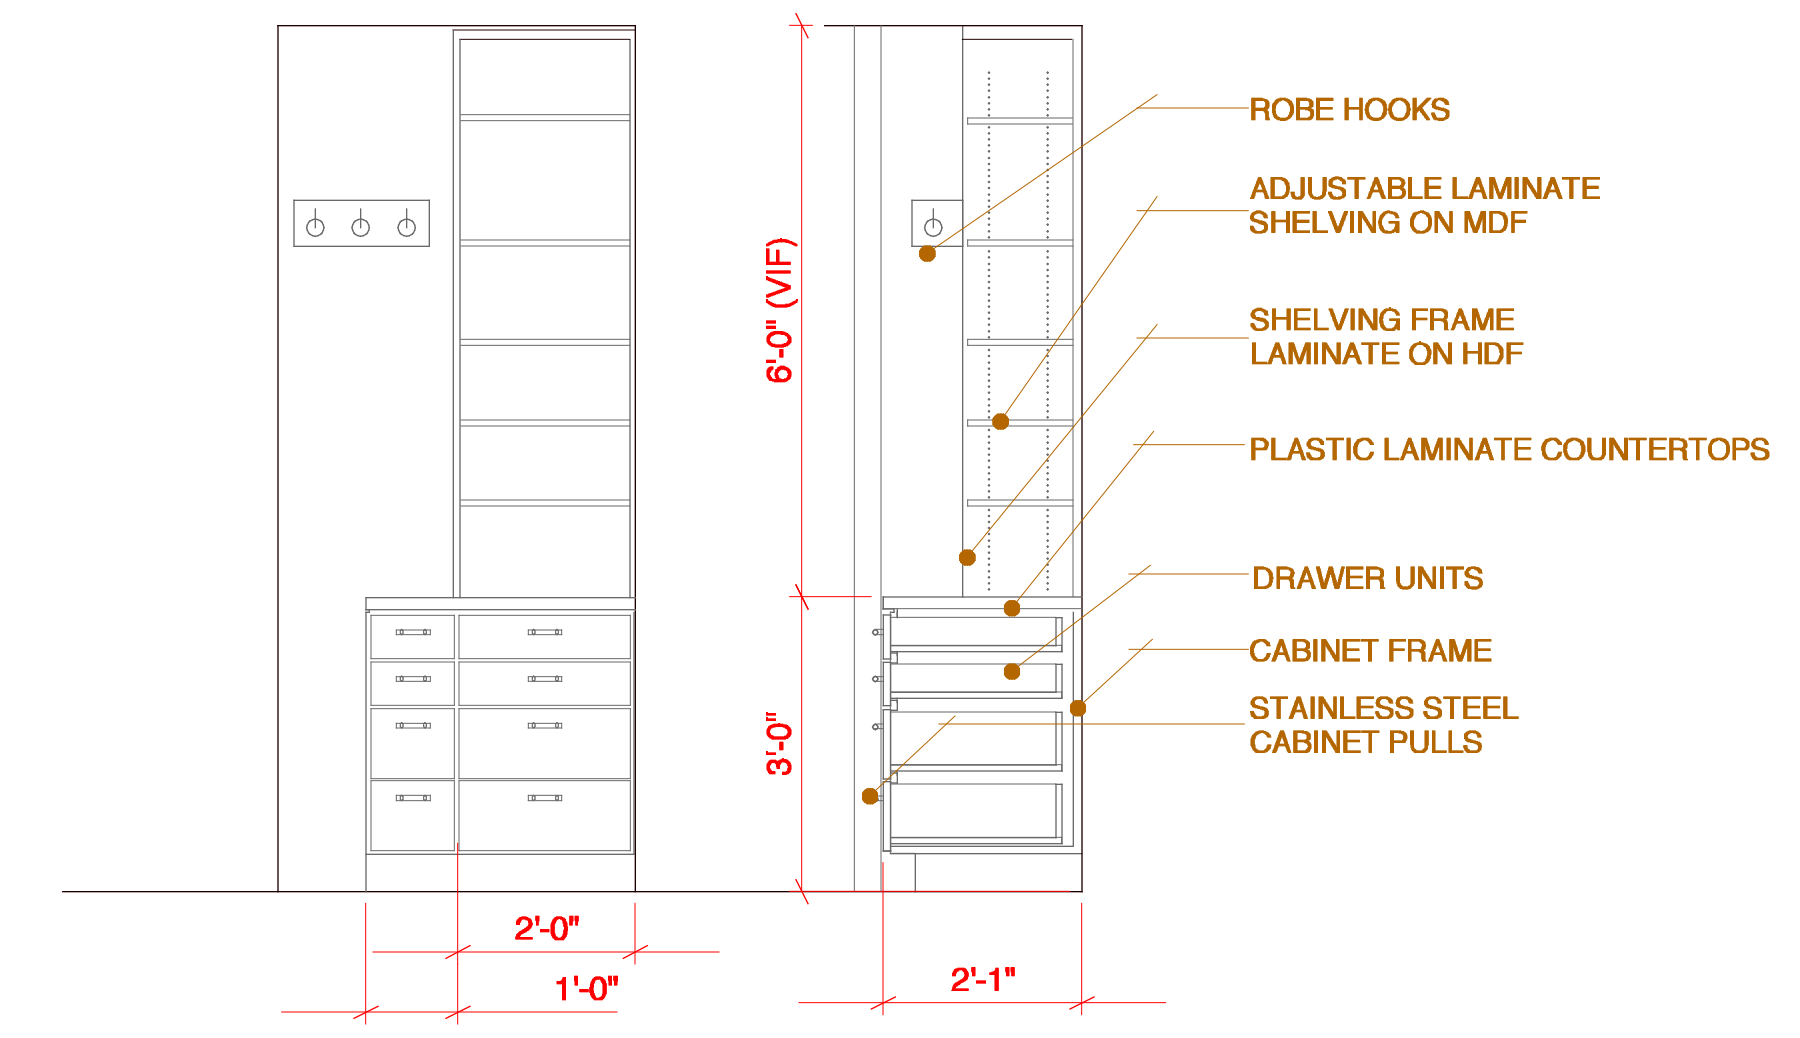 ROBE HOOKS
ADJUSTABLE LAMINATE
SHELVING ON MDF
6'-0" (VIF)
SHELVING FRAME
LAMINATE ON HDF
PLASTIC LAMINATE COUNTERTOPS
DRAWER UNITS
CABINET FRAME
STAINLESS STEEL
CABINET PULLS
3'-0"
2'-0"
1'-0"
2'-1"